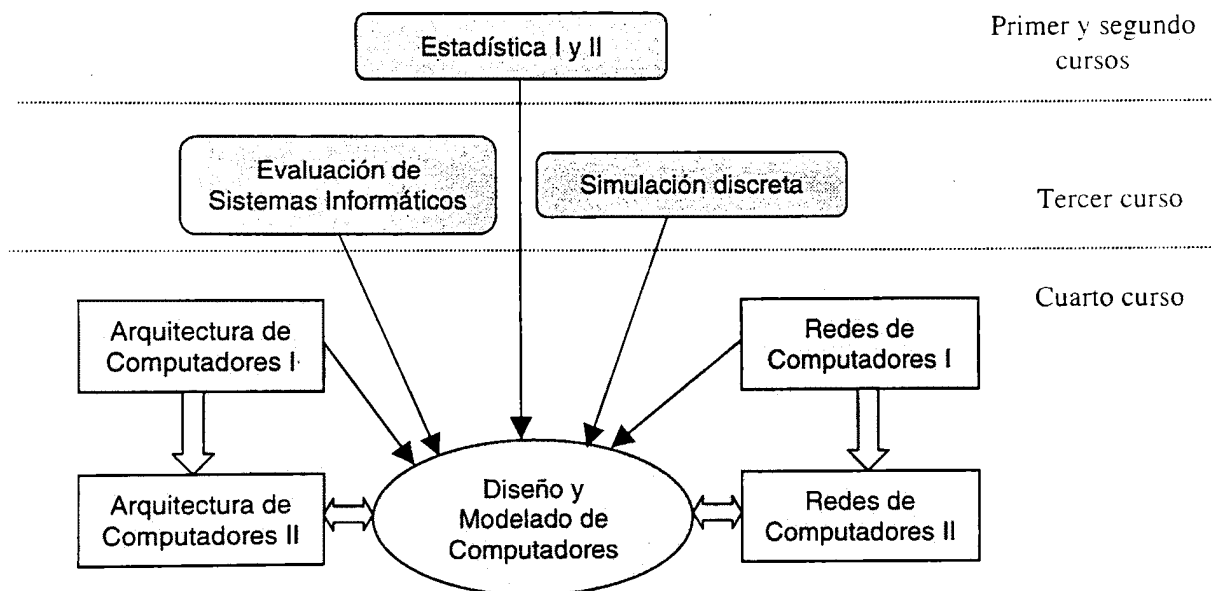 Estadística I y II
Primer y segundo
cursos
Evaluación de
Sistemas Informáticos
Simulación discreta
Tercer curso
Cuarto curso
Arquitectura de
Computadores I
Redes de
Computadores I
Arquitectura de
Computadores II
Diseño y
Modelado de
Computadores
Redes de
Computadores II